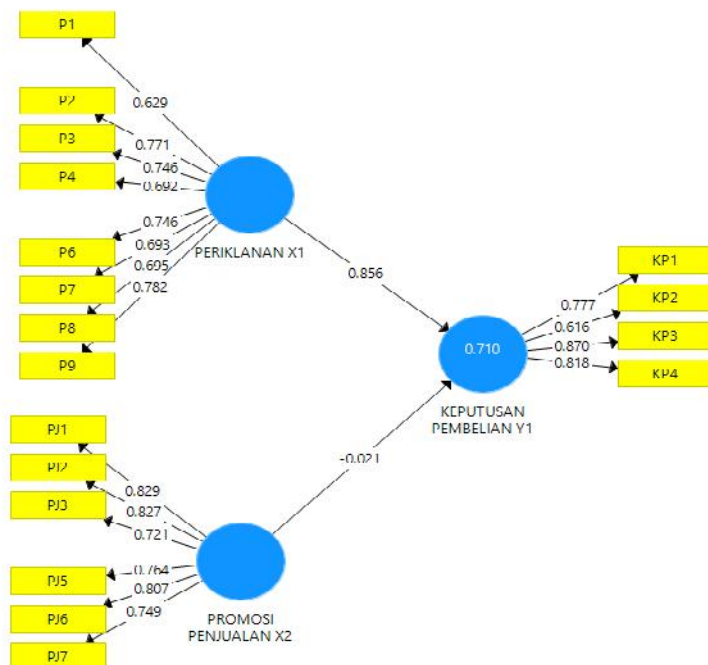 P1
0.629
P2
0.771
P3
0.746
P4
0.692
P6
0.746
P7
0.693
P8
0.695
P9
0.782
PERIKLANAN X1
0.856
KP1
0.777
KP2
0.616
KP3
0.870
KP4
0.818
0.710
KEPUTUSAN
PEMBELIAN Y1
-0.021
PJ1
0.829
PJ2
0.827
PJ3
0.721
PJ5
0.764
PJ6
0.807
PJ7
0.749
PROMOSI
PENJUALAN X2